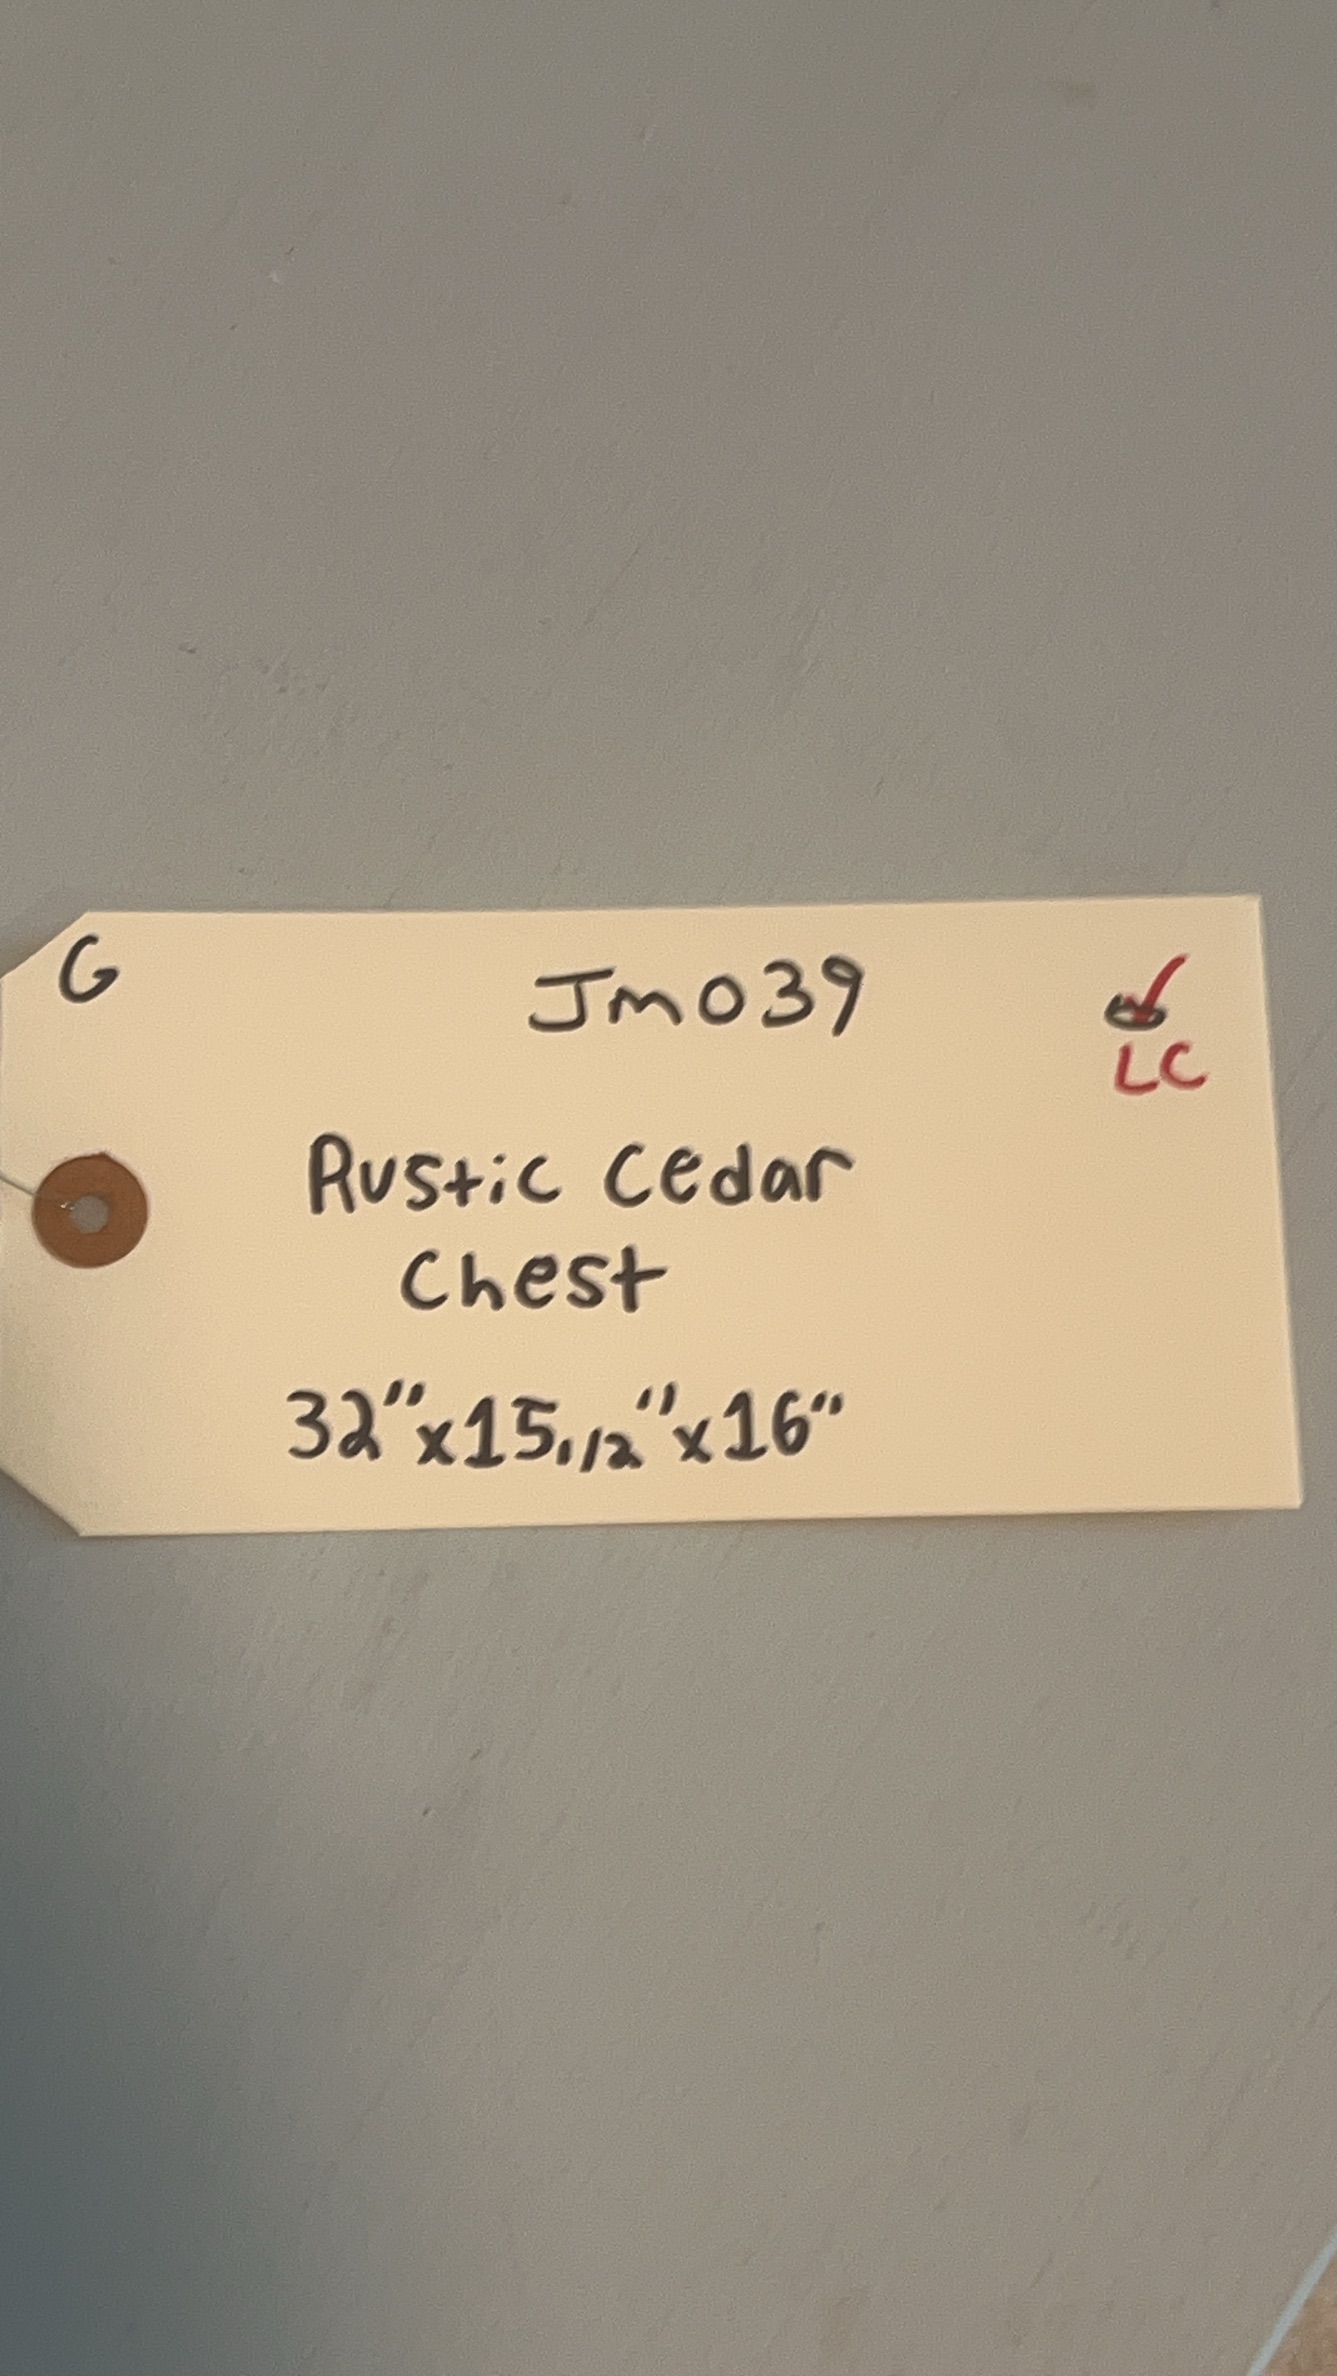 G
Jm039
LC
Rustic Cedar
Chest
32"x15.1/2"x16"